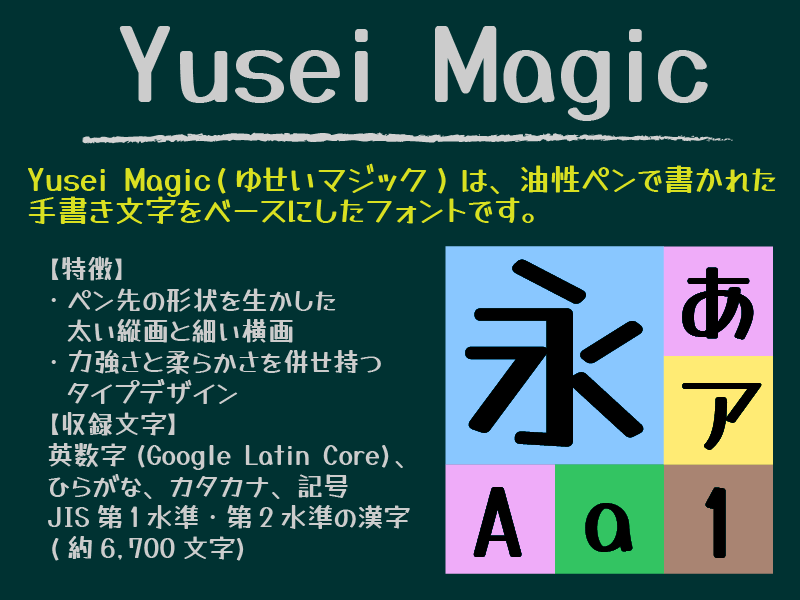 Yusei Magic
Yusei Magic(ゆせいマジック) は、油性ペンで書かれた
手書き文字をベースにしたフォントです。
【特徴】
・ペン先の形状を生かした
太い縦画と細い横画
・力強さと柔らかさを併せ持つ
タイプデザイン
【収録文字】
英数字 (Google Latin Core)、
ひらがな、カタカナ、記号
JIS 第1水準・第2水準の漢字
(約6,700文字)
永
あ
ア
A
a
1